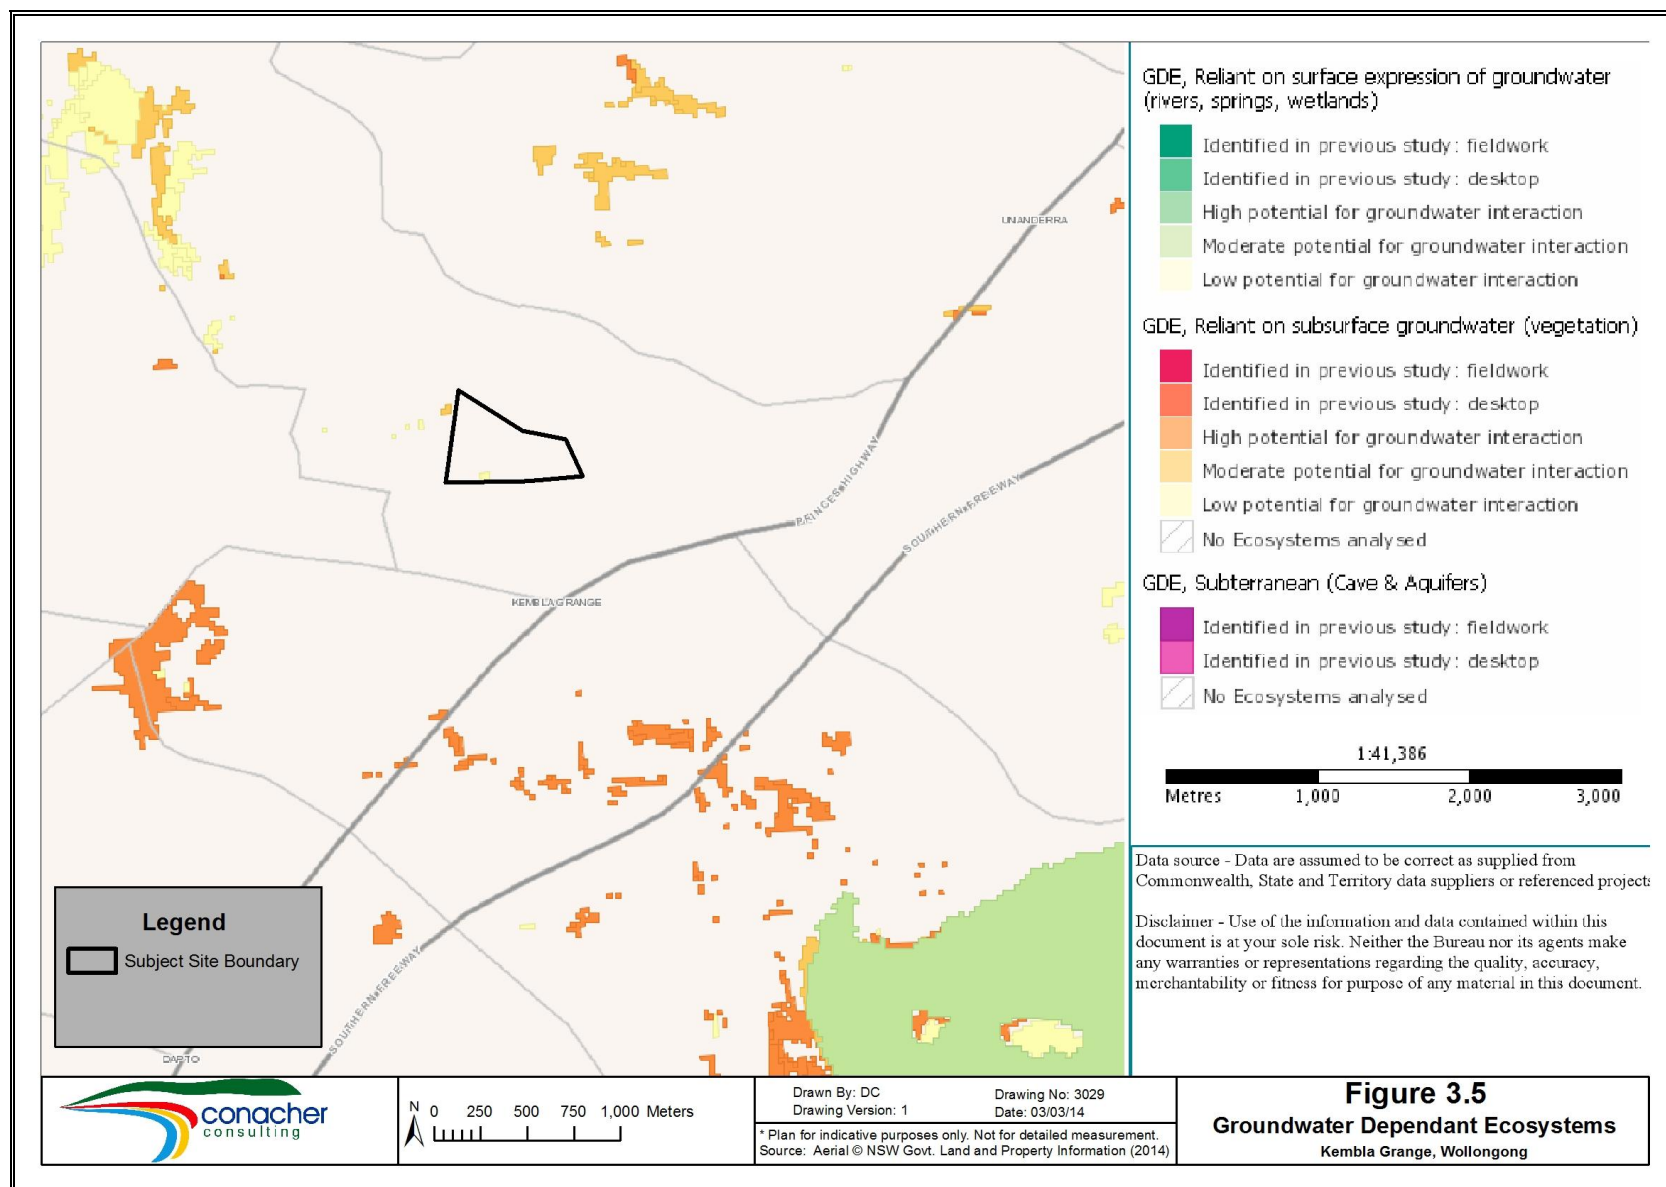 GDE, Reliant on surface expression of groundwater
(rivers, springs, wetlands)
Identified in previous study: fieldwork
Identified in previous study: desktop
High potential for groundwater interaction
Moderate potential for groundwater interaction
Low potential for groundwater interaction
GDE, Reliant on subsurface groundwater (vegetation)
Identified in previous study: fieldwork
Identified in previous study: desktop
High potential for groundwater interaction
Moderate potential for groundwater interaction
Low potential for groundwater interaction
No Ecosystems analysed
GDE, Subterranean (Cave & Aquifers)
Identified in previous study: fieldwork
Identified in previous study: desktop
No Ecosystems analysed
1:41,386
Metres 1,000 2,000 3,000
Data source - Data are assumed to be correct as supplied from
Commonwealth, State and Territory data suppliers or referenced projects
Disclaimer - Use of the information and data contained within this
document is at your sole risk. Neither the Bureau nor its agents make
any warranties or representations regarding the quality, accuracy,
merchantability or fitness for purpose of any material in this document.
UNANDERRA
PRINCES HIGHWAY
SOUTHERN FREEWAY
KEMBLA GRANGE
SOUTHERN FREEWAY
DAPTO
Legend
Subject Site Boundary
conacher
consulting
N 0 250 500 750 1,000 Meters
Drawn By: DC
Drawing Version: 1
Drawing No: 3029
Date: 03/03/14
* Plan for indicative purposes only. Not for detailed measurement.
Source: Aerial © NSW Govt. Land and Property Information (2014)
Figure 3.5
Groundwater Dependant Ecosystems
Kembla Grange, Wollongong